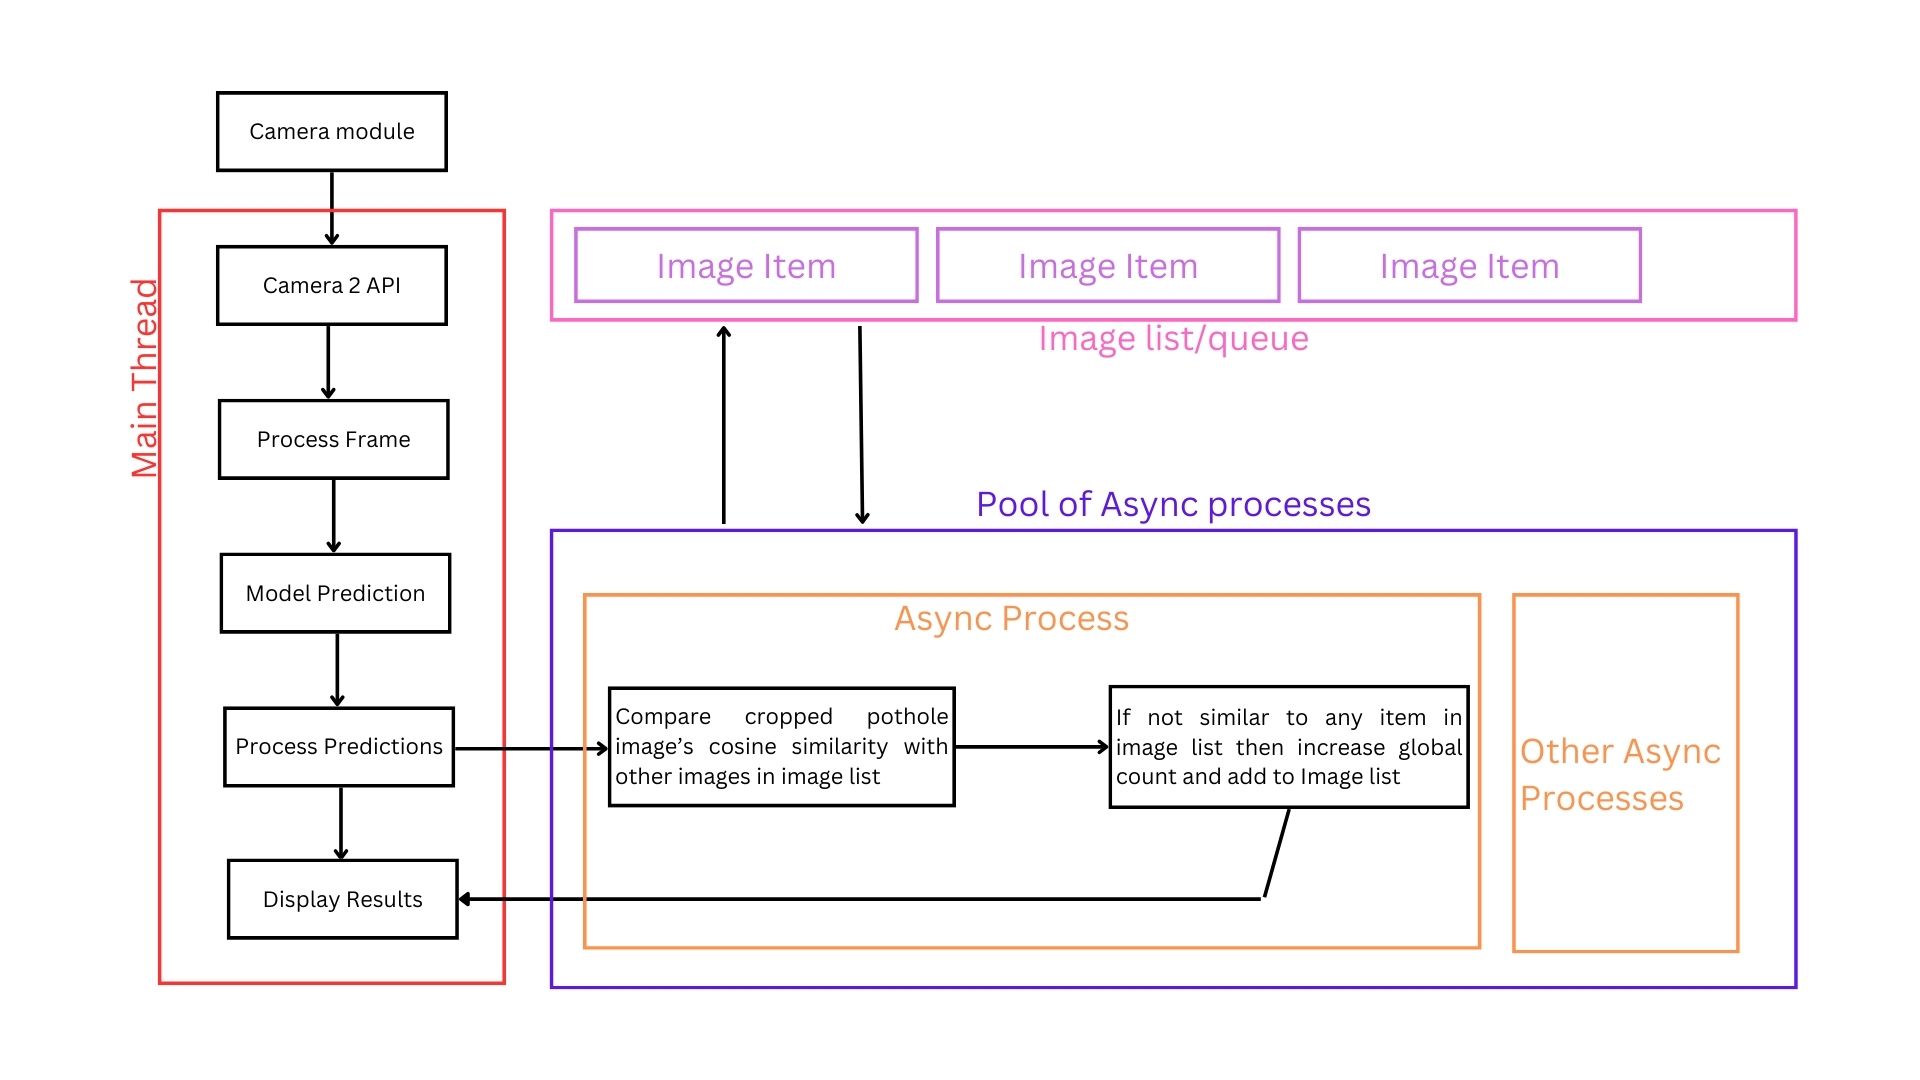 Camera module
Main Thread
Camera 2 API
Process Frame
Model Prediction
Process Predictions
Display Results
Image Item
Image Item
Image Item
Image list/queue
Pool of Async processes
Async Process
Compare cropped pothole
image’s cosine similarity with
other images in image list
If not similar to any item in
image list then increase global
count and add to Image list
Other Async
Processes